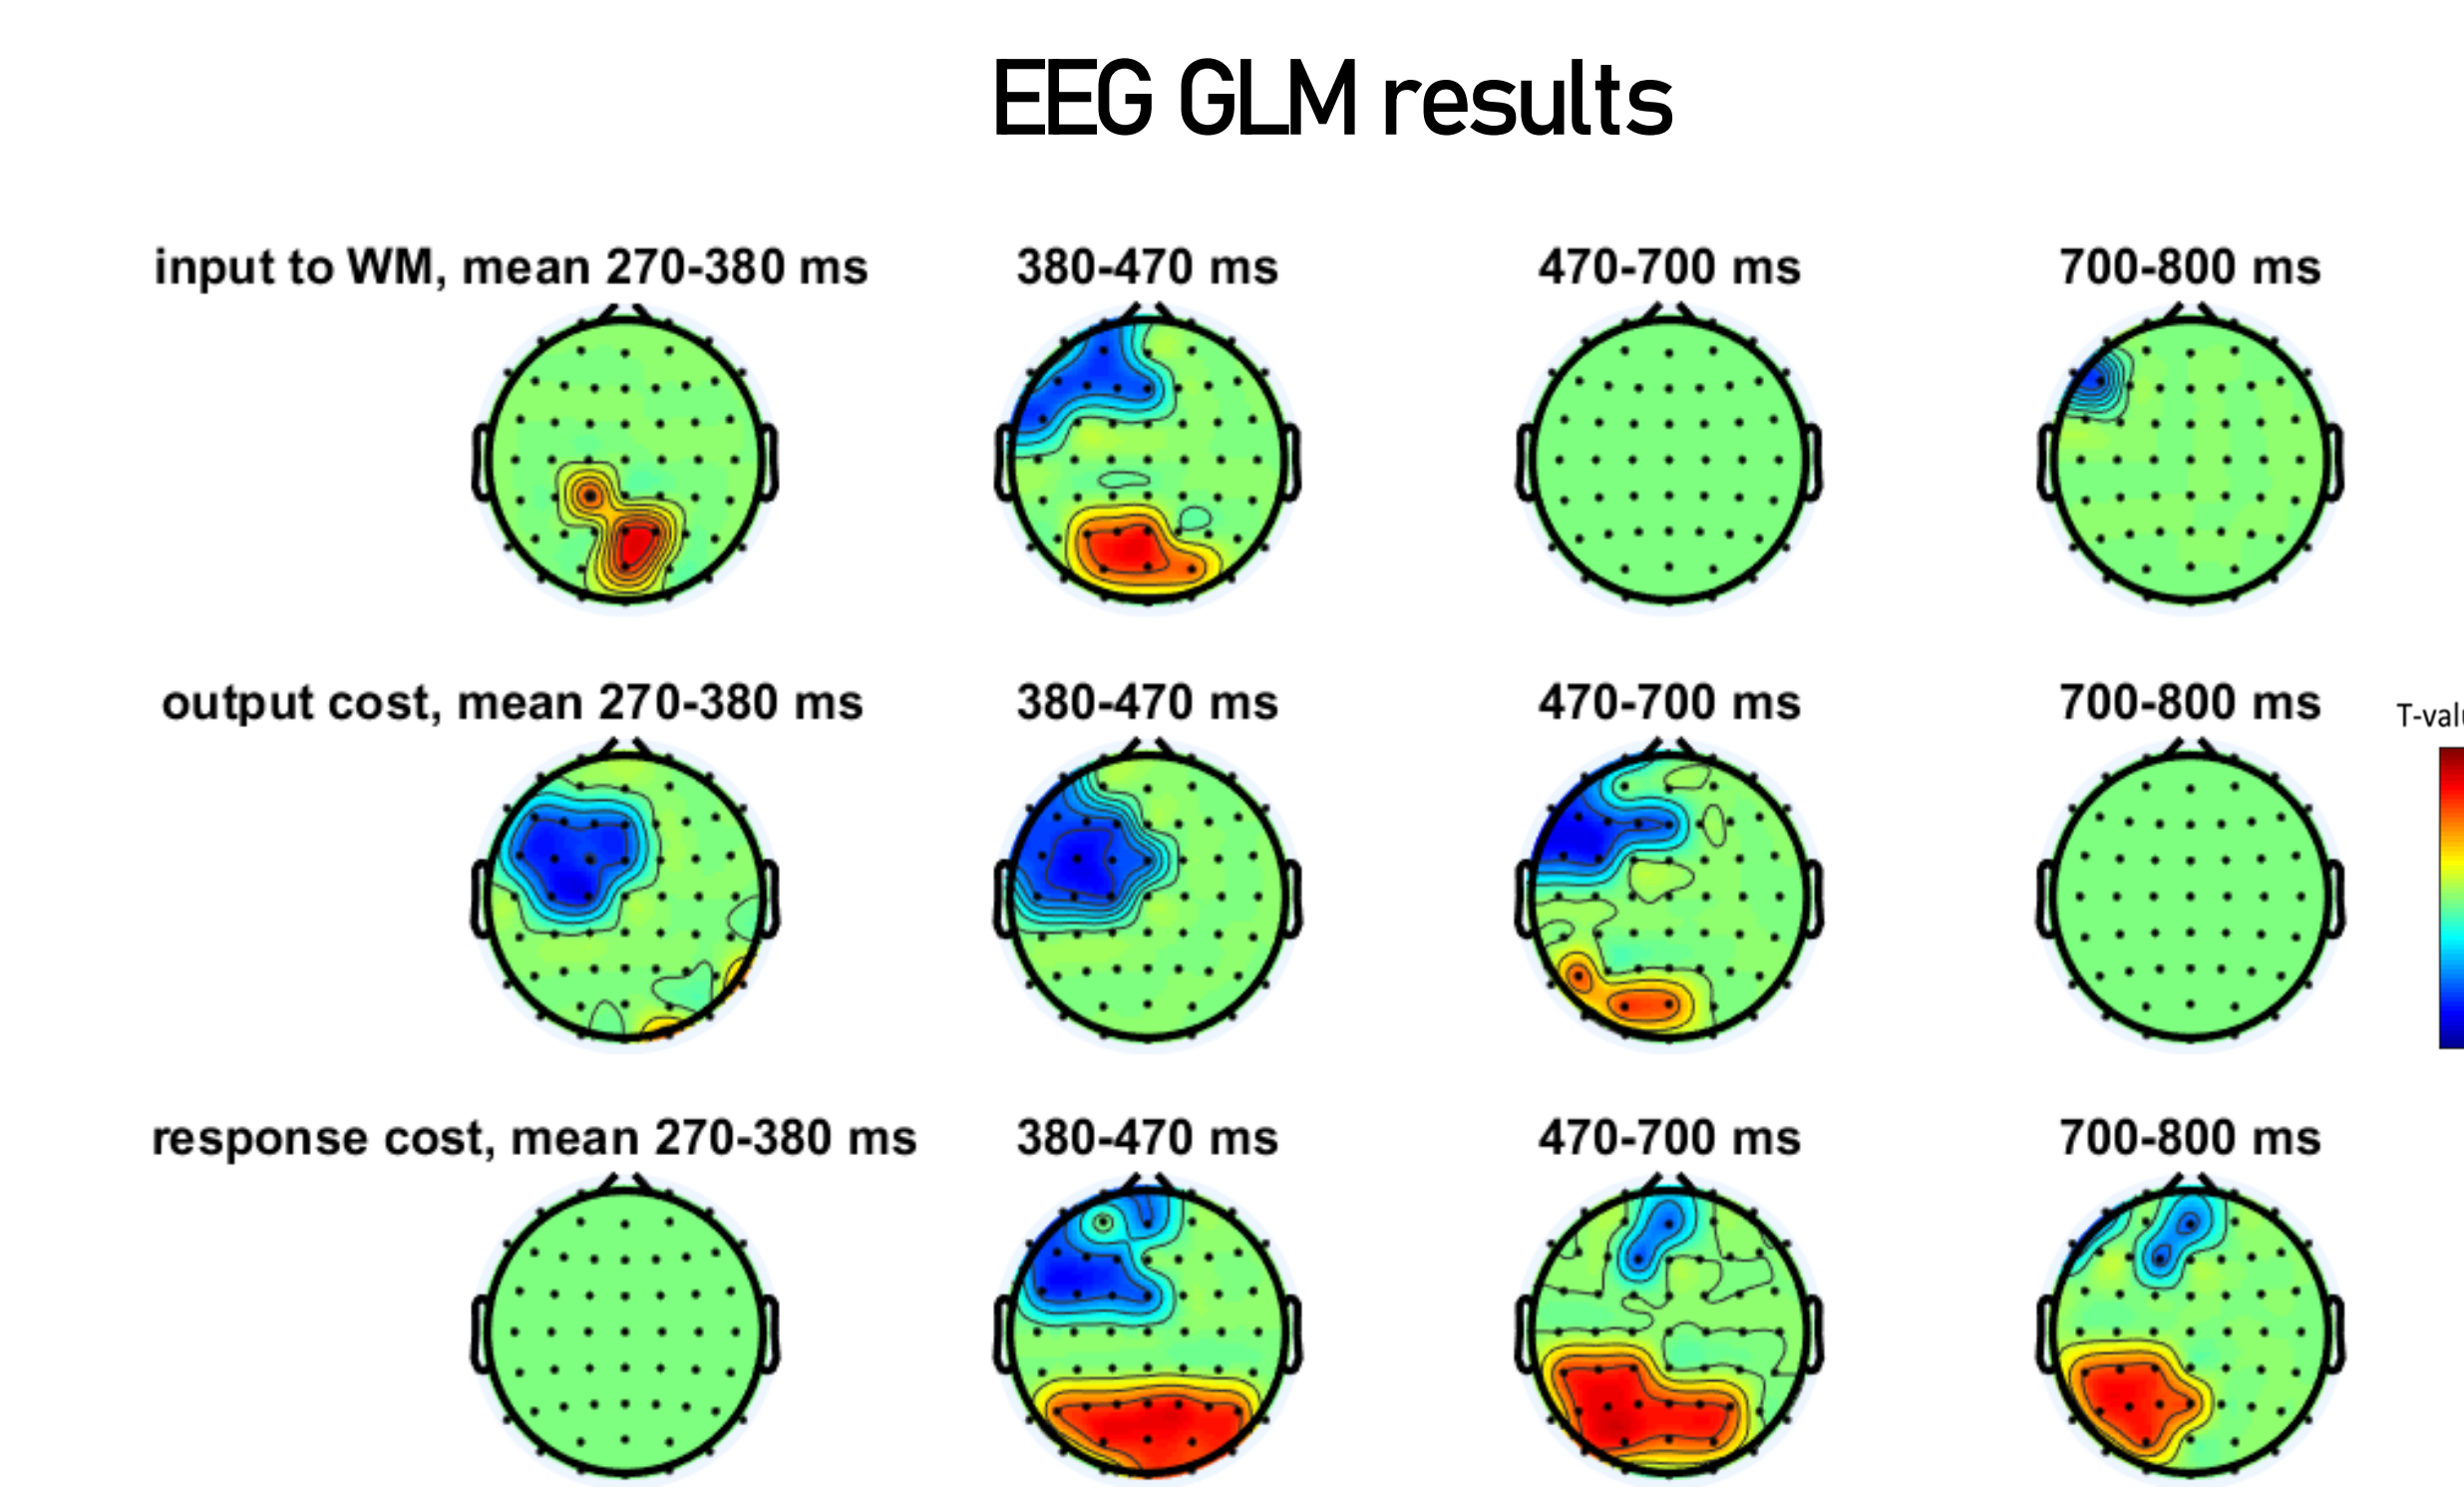 EEG GLM results
input to WM, mean 270-380 ms 380-470 ms 470-700 ms 700-800 ms
output cost, mean 270-380 ms 380-470 ms 470-700 ms 700-800 ms
T-valu
response cost, mean 270-380 ms 380-470 ms 470-700 ms 700-800 ms